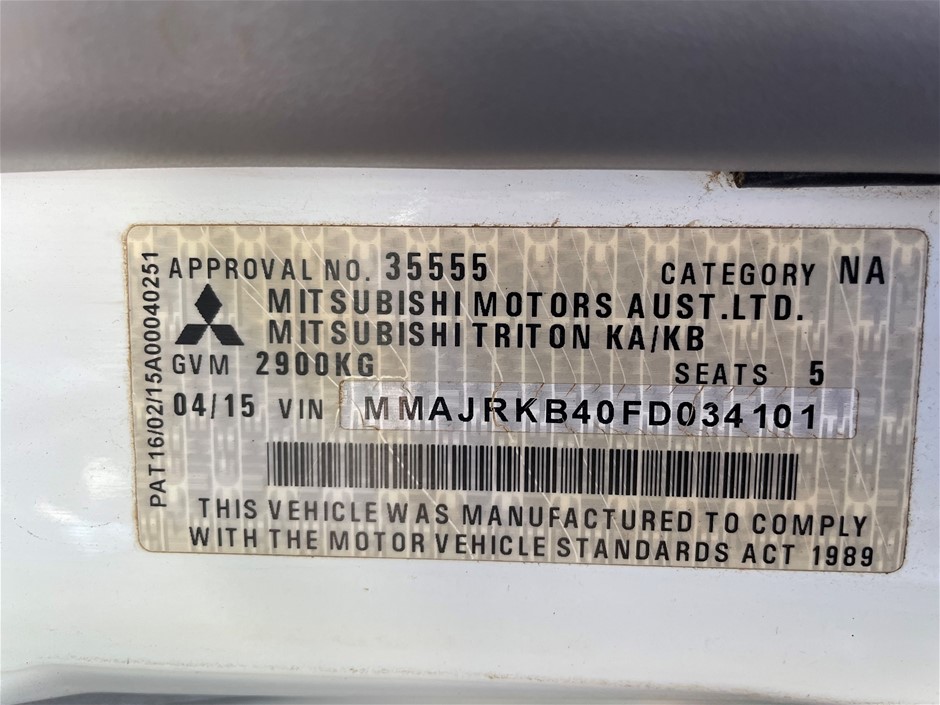 PAT16/02/15A00040251
APPROVAL NO. 35555 CATEGORY NA
MITSUBISHI MOTORS AUST.LTD.
MITSUBISHI TRITON KA/KB
GVM 2900KG SEATS 5
04/15 VIN MMAJRKB40FD034101
THIS VEHICLE WAS MANUFACTURED TO COMPLY
WITH THE MOTOR VEHICLE STANDARDS ACT 1989